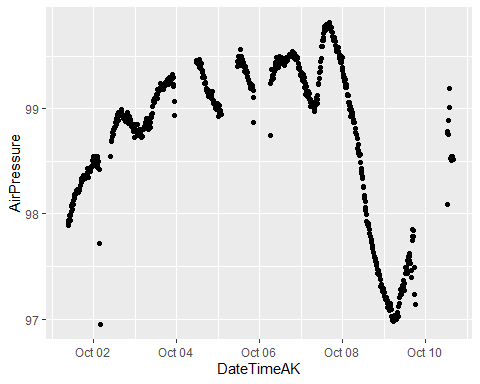 99
98
97
AirPressure
Oct 02
Oct 04
Oct 06
Oct 08
Oct 10
DateTimeAK